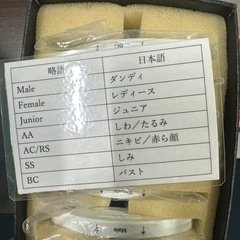 略語 日本語
Male ダンディ
Female レディース
Junior ジュニア
AA しわ/たるみ
AC/RS ニキビ/赤ら顔
SS しみ
BC バスト
Male